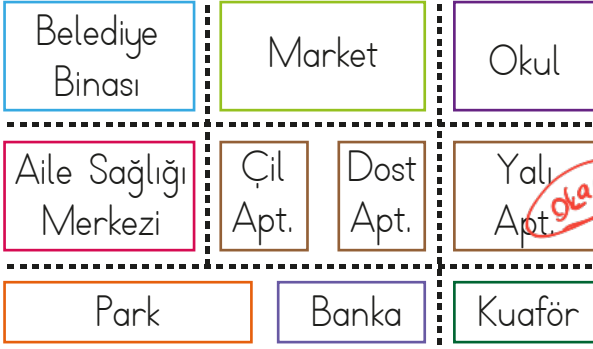 Belediye
Binası
Market
Okul
Aile Sağlığı
Merkezi
Çil
Apt.
Dost
Apt.
Yalı
Apt.
Park
Banka
Kuaför